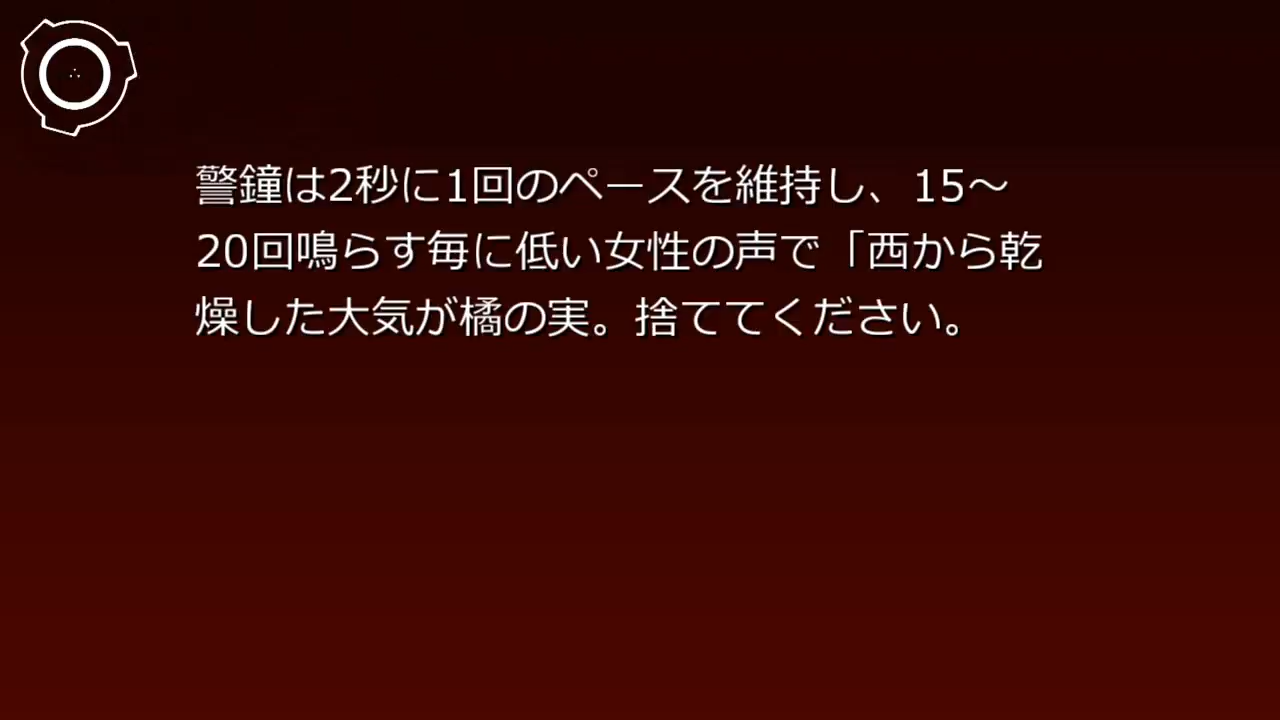 警鐘は2秒に1回のペースを維持し、15～
20回鳴らす毎に低い女性の声で「西から乾
燥した大気が橘の実。捨ててください。